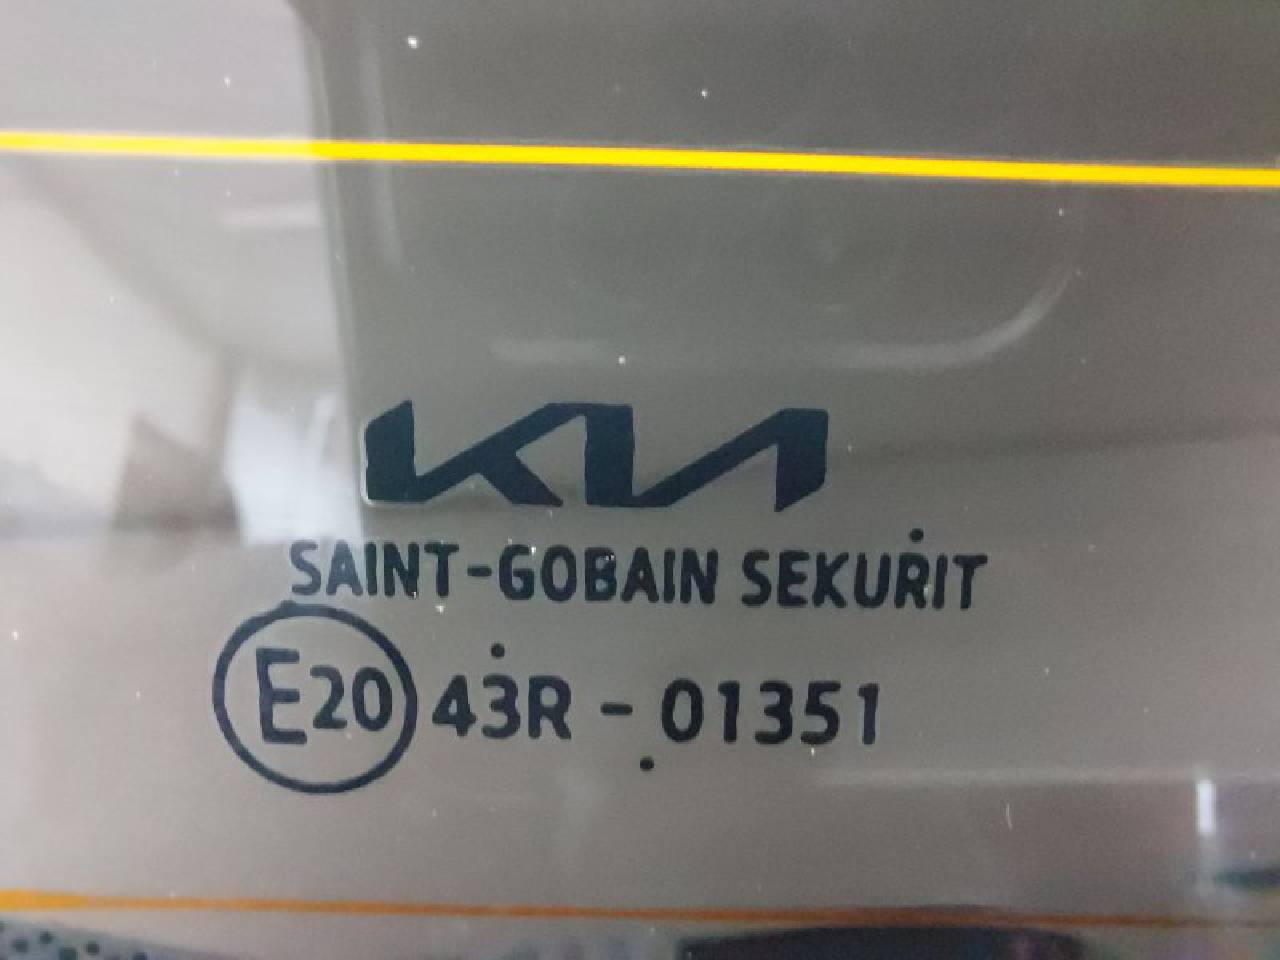 KIA
SAINT-GOBAIN SEKURIT
E20 43R - 01351